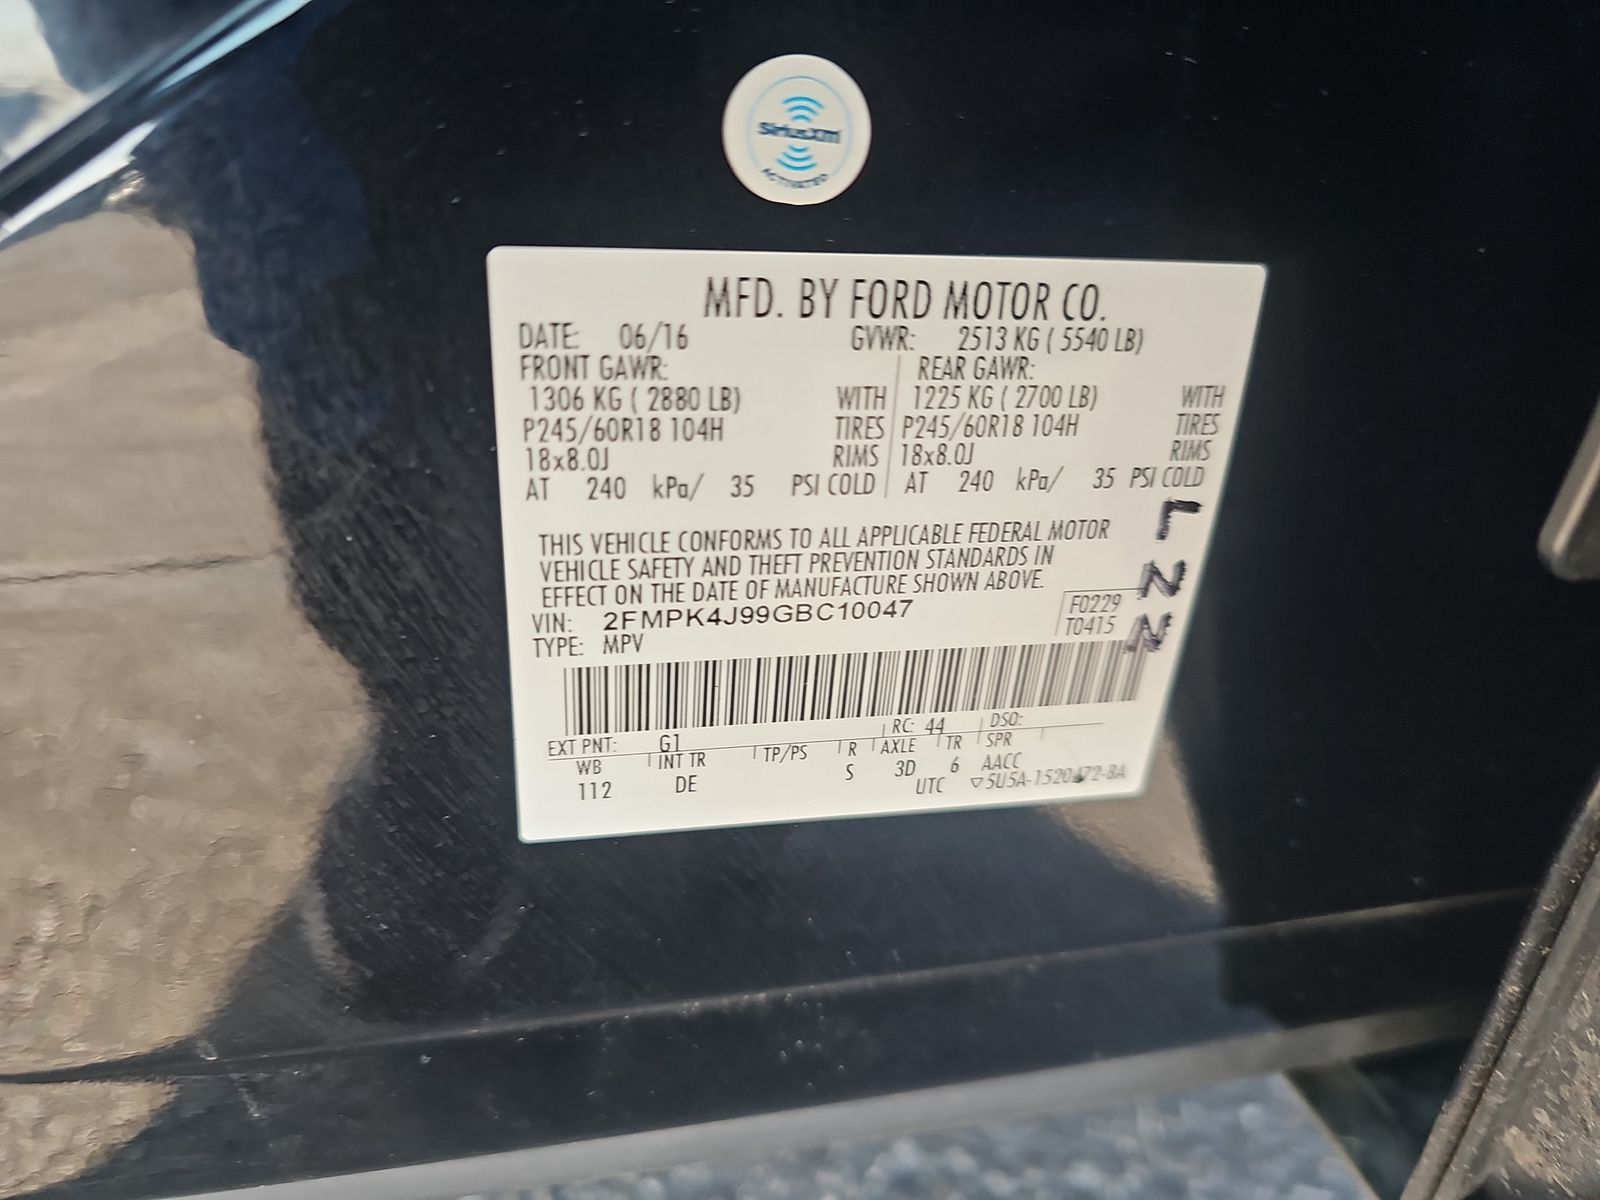 SiriusXm
ACTIVATED
MFD. BY FORD MOTOR CO.
DATE: 06/16 GVWR: 2513 KG ( 5540 LB)
FRONT GAWR: REAR GAWR:
1306 KG ( 2880 LB) WITH 1225 KG ( 2700 LB) WITH
P245/60R18 104H TIRES P245/60R18 104H TIRES
18x8.0J RIMS 18x8.0J RIMS
AT 240 kPa/ 35 PSI COLD AT 240 kPa/ 35 PSI COLD
THIS VEHICLE CONFORMS TO ALL APPLICABLE FEDERAL MOTOR
VEHICLE SAFETY AND THEFT PREVENTION STANDARDS IN
EFFECT ON THE DATE OF MANUFACTURE SHOWN ABOVE.
VIN: 2FMPK4J99GBC10047 F0229
TYPE: MPV T0415
LZZ
EXT PNT: G1 RC: 44 DSO:
WB INT TR TP/PS R AXLE TR SPR
112 DE S 3D 6 AACC
UTC ▽5U5A-1520472-BA